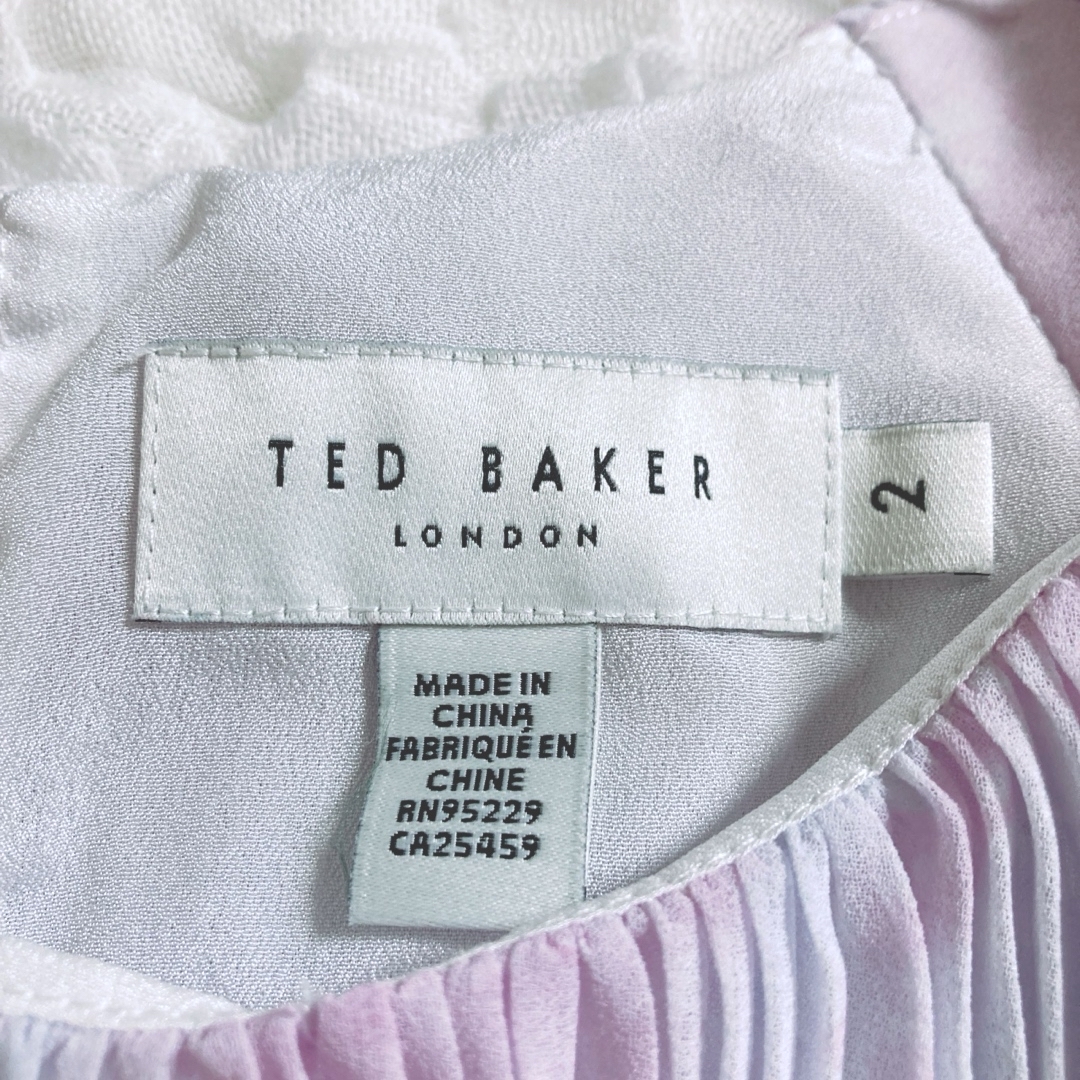 TED BAKER
LONDON
2
MADE IN
CHINA
FABRIQUÉ EN
CHINE
RN95229
CA25459